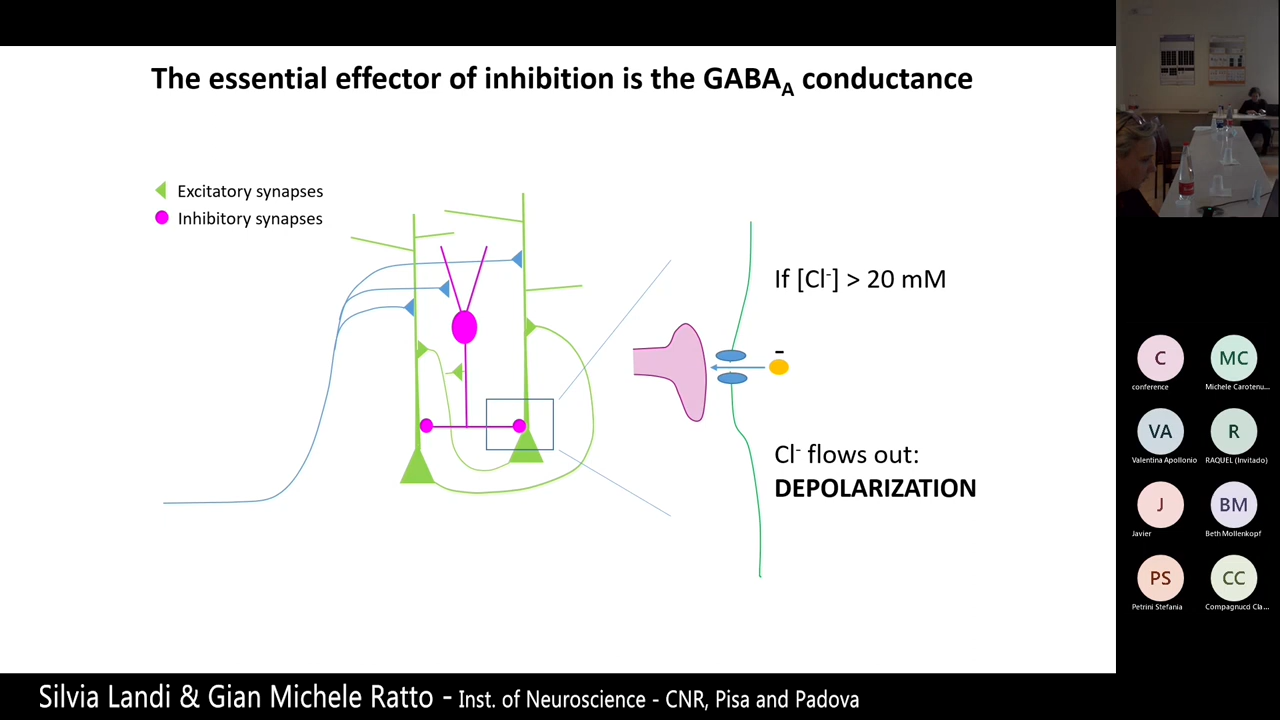 The essential effector of inhibition is the GABAA conductance
Excitatory synapses
Inhibitory synapses
If [Cl-] > 20 mM
-
Cl- flows out:
DEPOLARIZATION
C
conference
MC
Michele Carotenu...
VA
Valentina Apollonio
R
RAQUEL (Invitado)
J
Javier
BM
Beth Mollenkopf
PS
Petrini Stefania
CC
Compagnucci Cla...
Silvia Landi & Gian Michele Ratto - Inst. of Neuroscience - CNR, Pisa and Padova